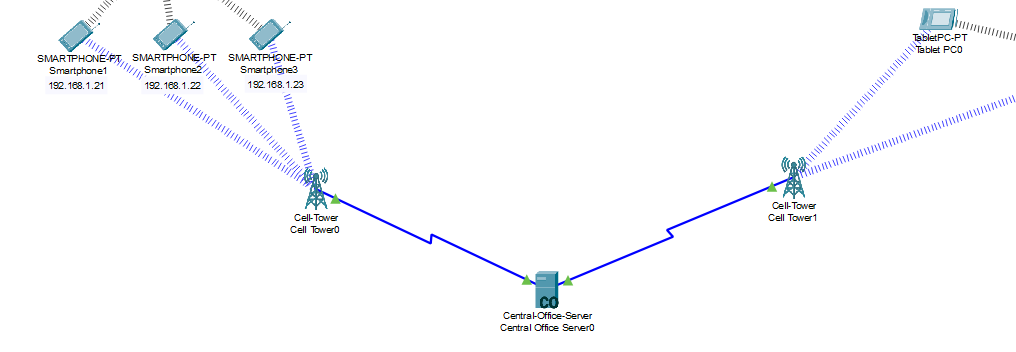 SMARTPHONE-PT
Smartphone1
192.168.1.21
SMARTPHONE-PT
Smartphone2
192.168.1.22
SMARTPHONE-PT
Smartphone3
192.168.1.23
TabletPC-PT
Tablet PC0
Cell-Tower
Cell Tower0
Cell-Tower
Cell Tower1
CO
Central-Office-Server
Central Office Server0